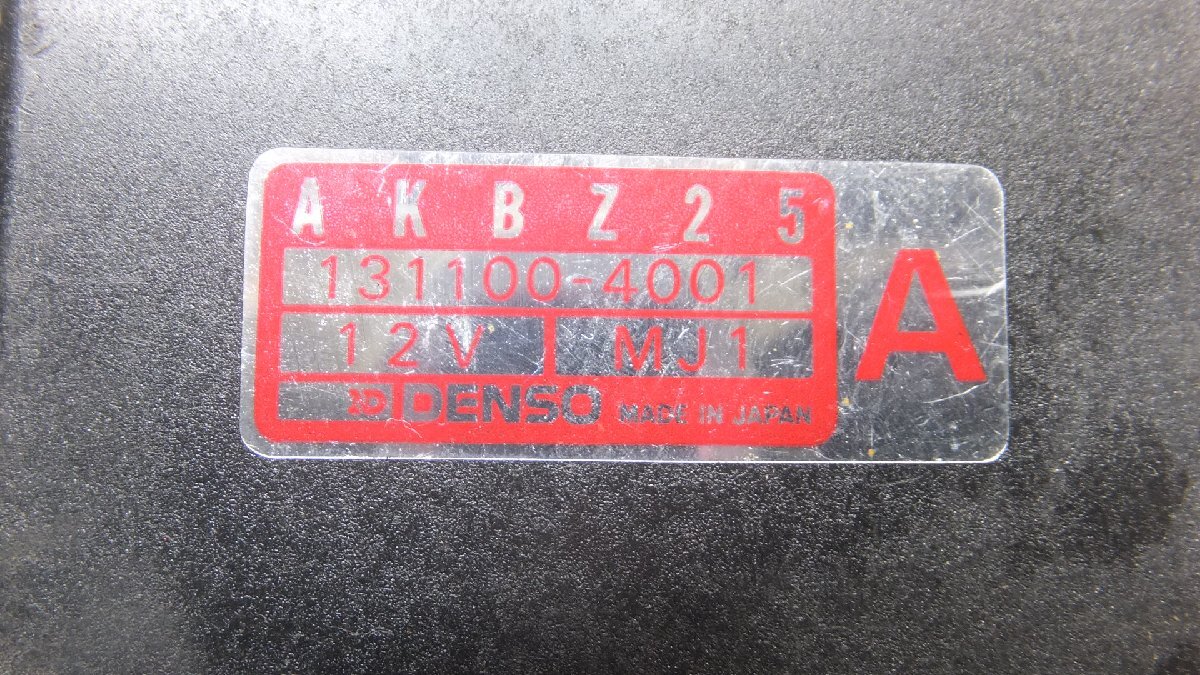 AKBZ25
131100-4001
12V MJ1
DENSO MADE IN JAPAN
A